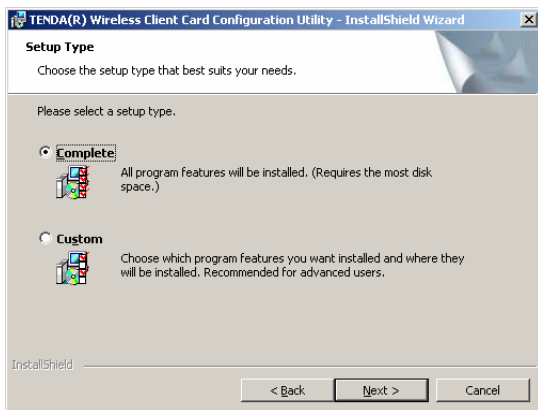 TENDA(R) Wireless Client Card Configuration Utility - InstallShield Wizard
Setup Type
Choose the setup type that best suits your needs.
Please select a setup type.
Complete
All program features will be installed. (Requires the most disk
space.)
Custom
Choose which program features you want installed and where they
will be installed. Recommended for advanced users.
InstallShield
< Back Next > Cancel